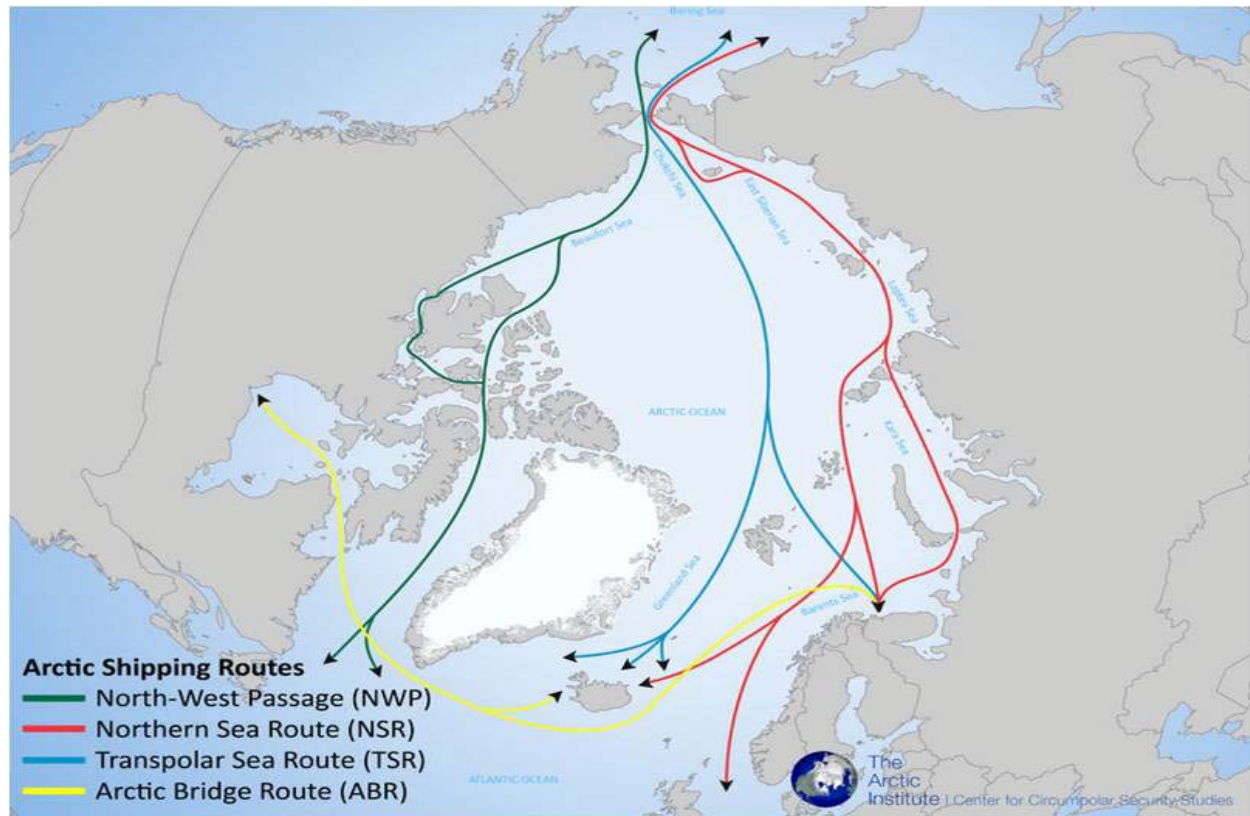 Bering Sea
Chukchi Sea
East Siberian Sea
Beaufort Sea
Laptev Sea
ARCTIC OCEAN
Kara Sea
Greenland Sea
Barents Sea
Arctic Shipping Routes
North-West Passage (NWP)
Northern Sea Route (NSR)
Transpolar Sea Route (TSR)
Arctic Bridge Route (ABR)
ATLANTIC OCEAN
The
Arctic
Institute | Center for Circumpolar Security Studies